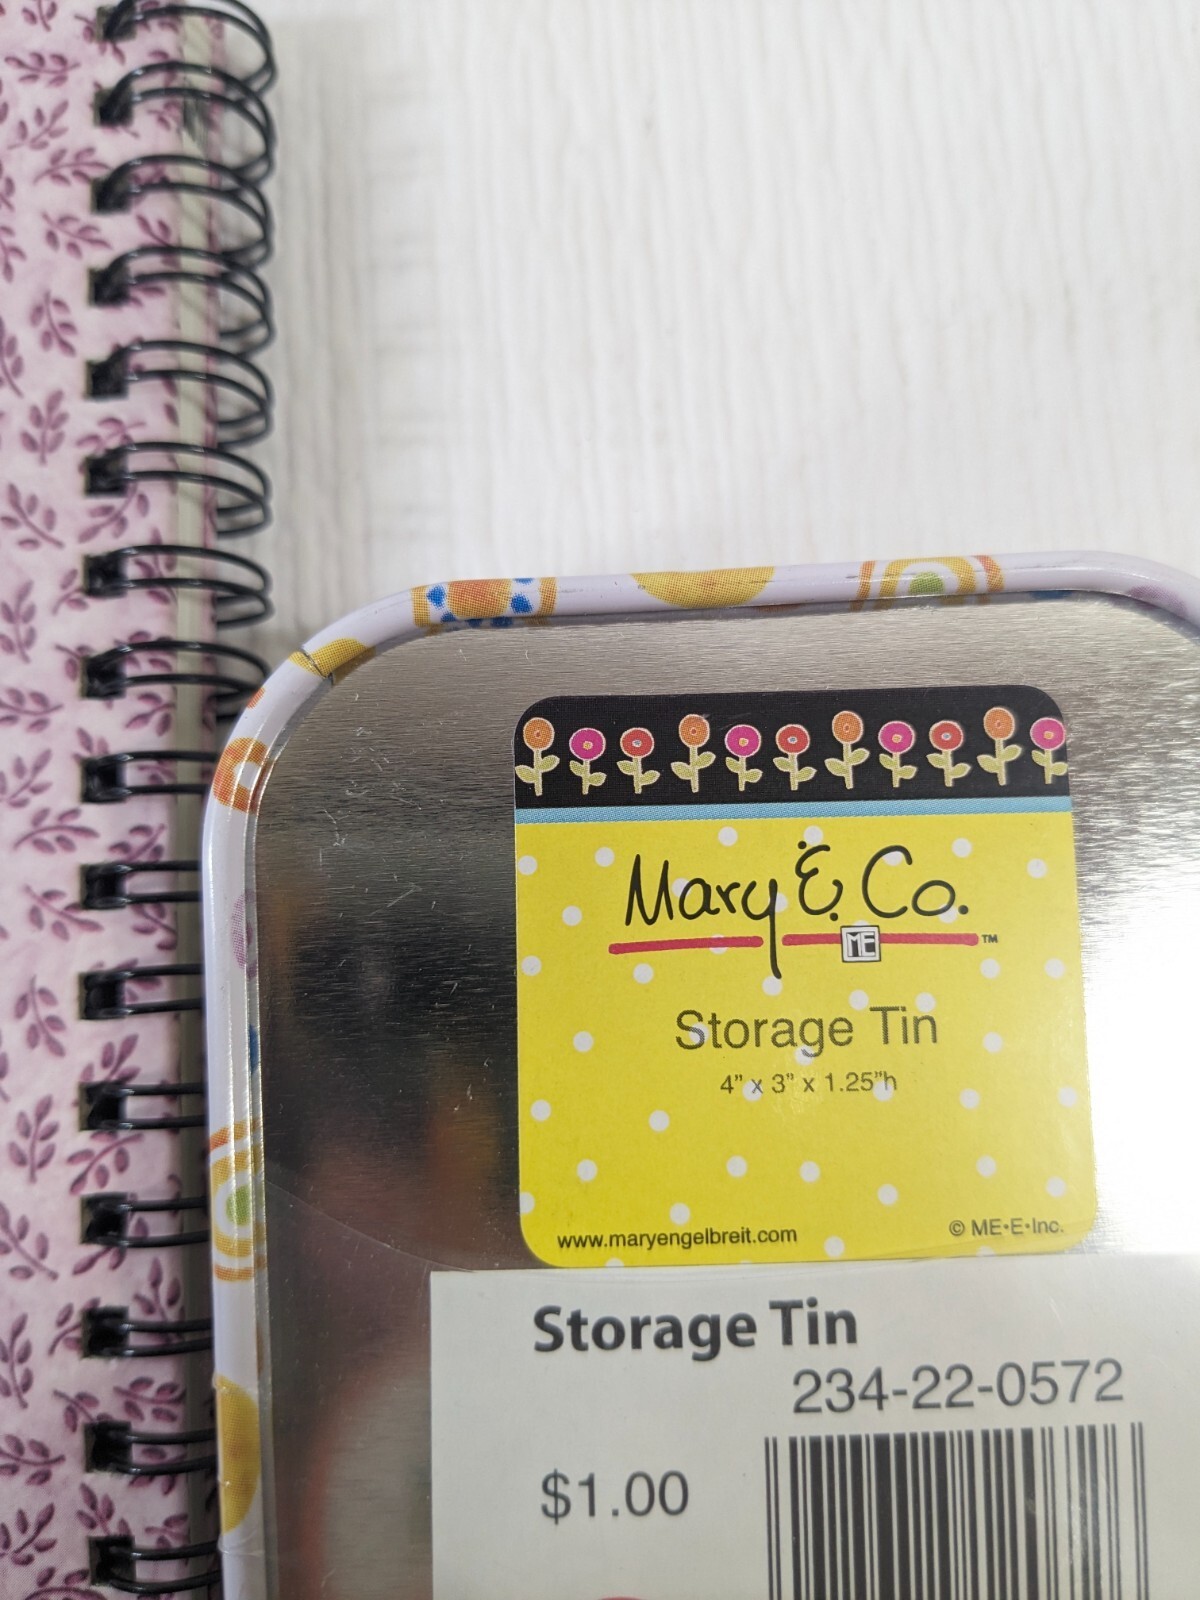 Mary & Co.
ME ™
Storage Tin
4" x 3" x 1.25"h
www.maryengelbreit.com
© ME•E•Inc.
Storage Tin
234-22-0572
$1.00